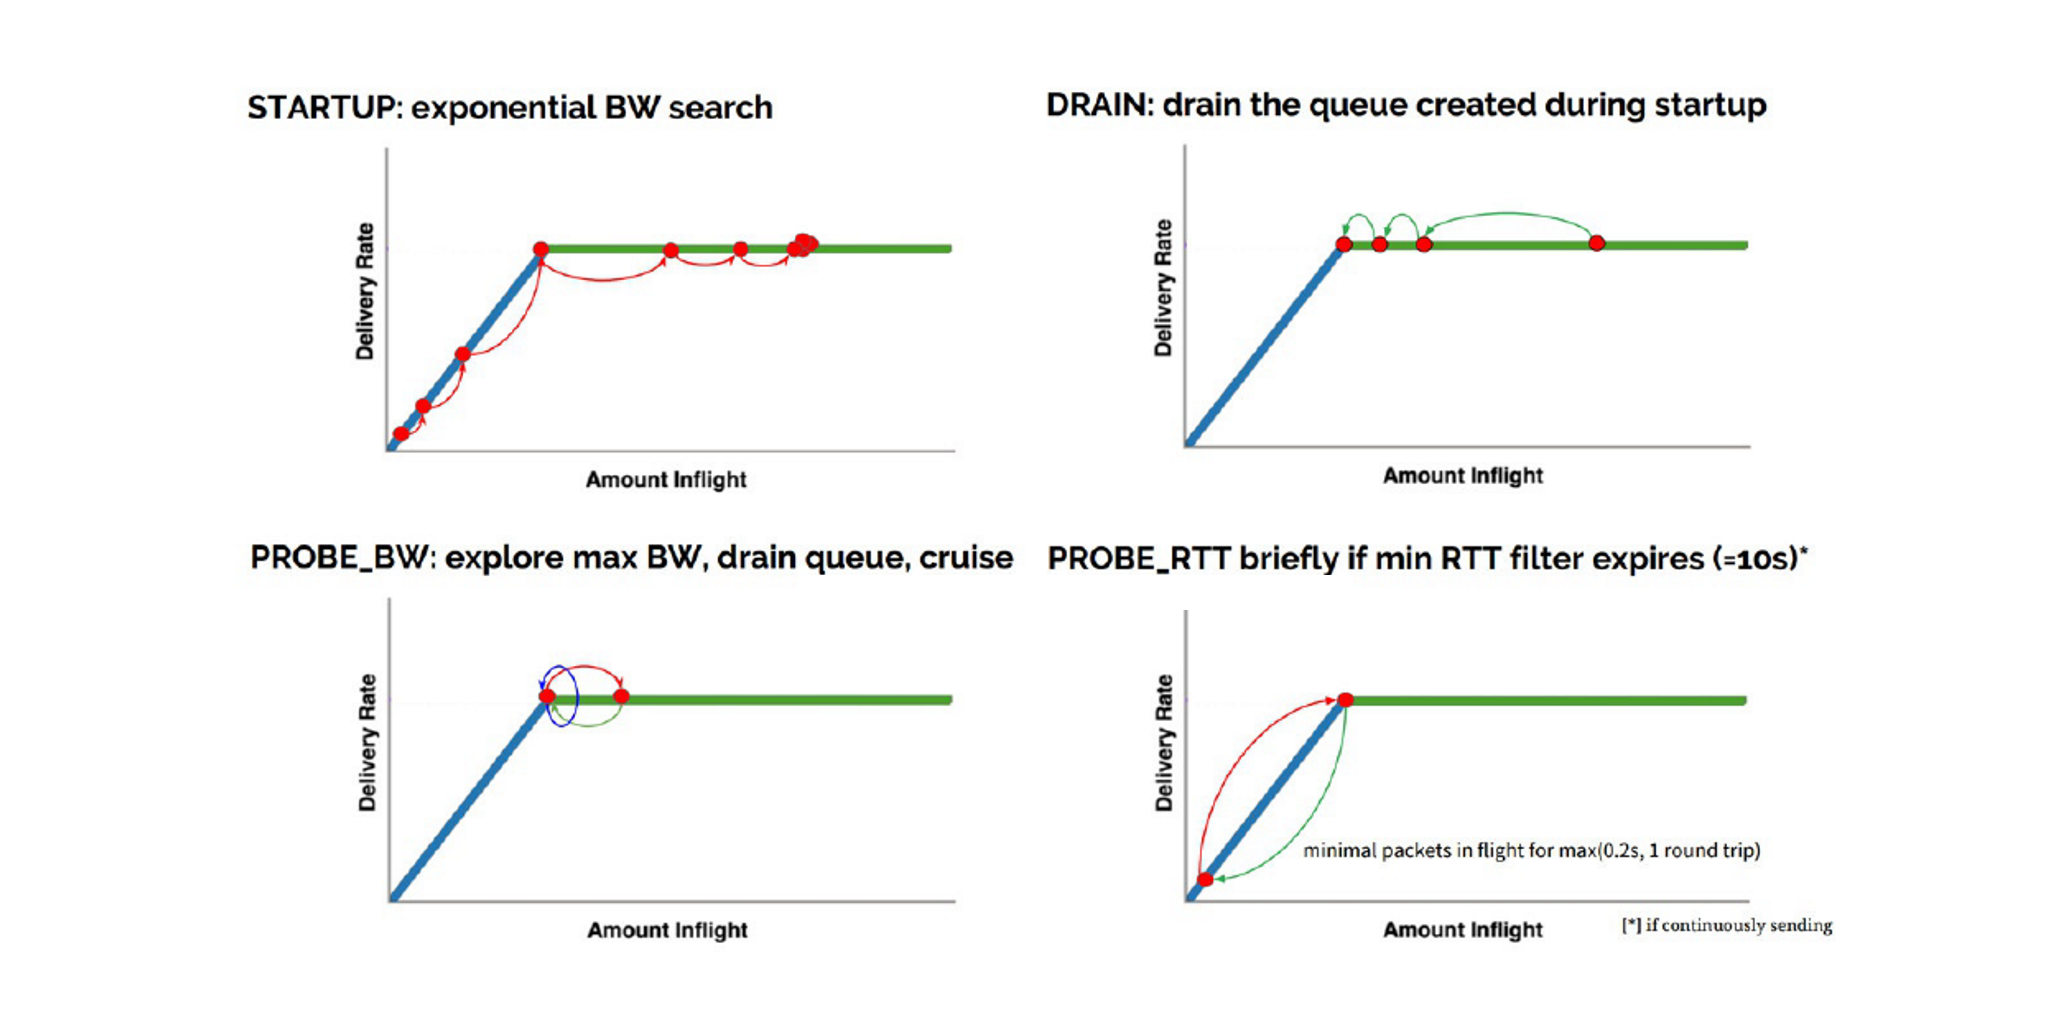 STARTUP: exponential BW search
Delivery Rate
Amount Inflight
DRAIN: drain the queue created during startup
Delivery Rate
Amount Inflight
PROBE_BW: explore max BW, drain queue, cruise
Delivery Rate
Amount Inflight
PROBE_RTT briefly if min RTT filter expires (=10s)*
Delivery Rate
minimal packets in flight for max(0.2s, 1 round trip)
Amount Inflight
[*] if continuously sending